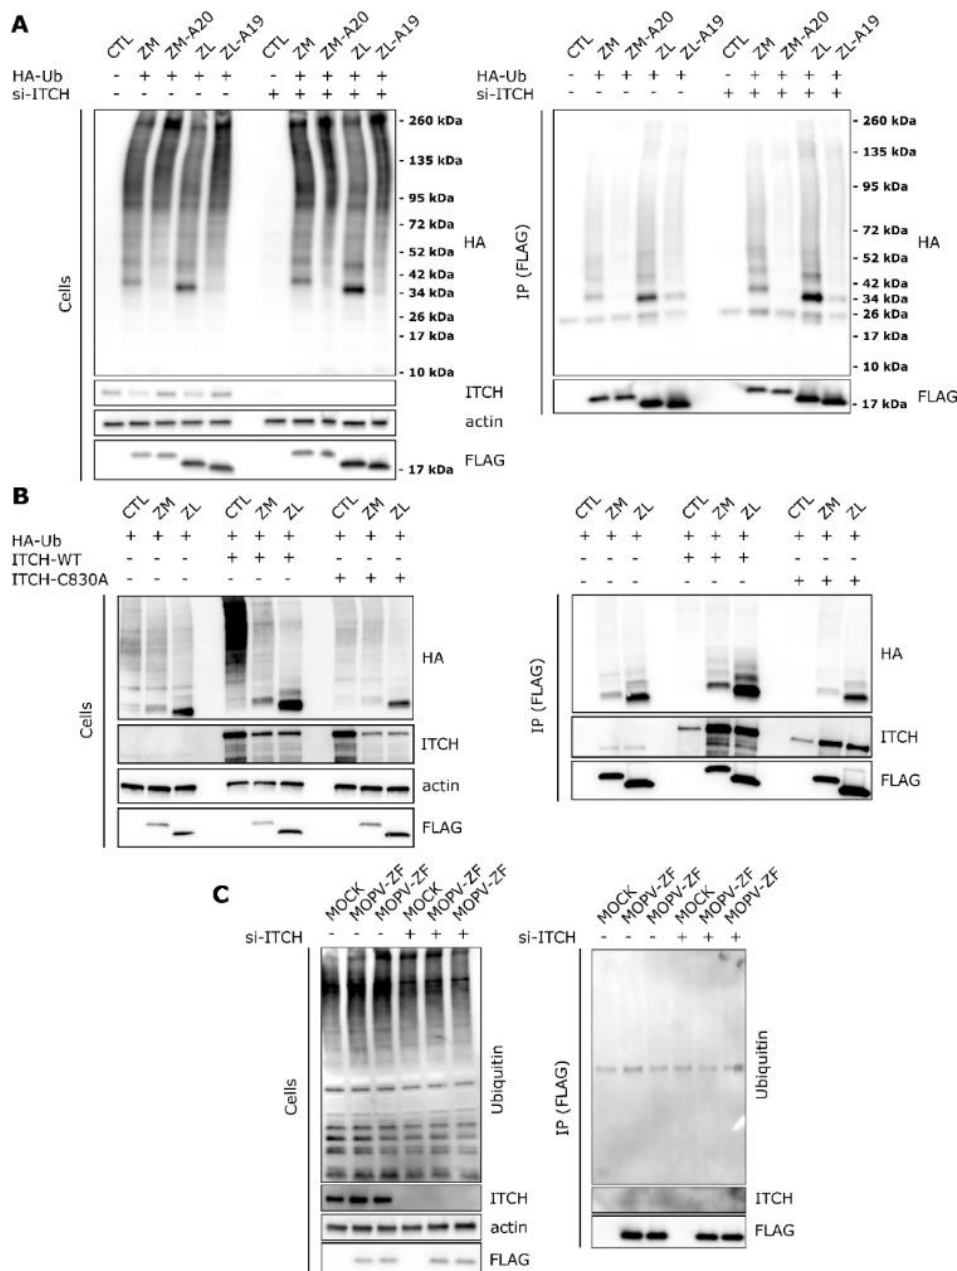 A
CTL ZM ZM-A20 ZL ZL-A19 CTL ZM ZM-A20 ZL ZL-A19
HA-Ub - + + + + - + + + +
si-ITCH - - - - - + + + + +
- 260 kDa
- 135 kDa
- 95 kDa
- 72 kDa
- 52 kDa
- 42 kDa
- 34 kDa
- 26 kDa
- 17 kDa
- 10 kDa
HA
Cells
ITCH
actin
FLAG
- 17 kDa
CTL ZM ZM-A20 ZL ZL-A19 CTL ZM ZM-A20 ZL ZL-A19
HA-Ub - + + + + - + + + +
si-ITCH - - - - - + + + + +
- 260 kDa
- 135 kDa
- 95 kDa
- 72 kDa
- 52 kDa
- 42 kDa
- 34 kDa
- 26 kDa
- 17 kDa
- 10 kDa
HA
IP (FLAG)
FLAG
- 17 kDa
B
CTL ZM ZL CTL ZM ZL CTL ZM ZL
HA-Ub + + + + + + + + +
ITCH-WT - - - + + + - - -
ITCH-C830A - - - - - - + + +
Cells
HA
ITCH
actin
FLAG
CTL ZM ZL CTL ZM ZL CTL ZM ZL
+ + + + + + + + +
- - - + + + - - -
- - - - - - + + +
IP (FLAG)
HA
ITCH
FLAG
C
MOCK MOPV-ZF MOPV-ZF MOCK MOPV-ZF MOPV-ZF
si-ITCH - - - + + +
Cells
Ubiquitin
ITCH
actin
FLAG
MOCK MOPV-ZF MOPV-ZF MOCK MOPV-ZF MOPV-ZF
si-ITCH - - - + + +
IP (FLAG)
Ubiquitin
ITCH
FLAG